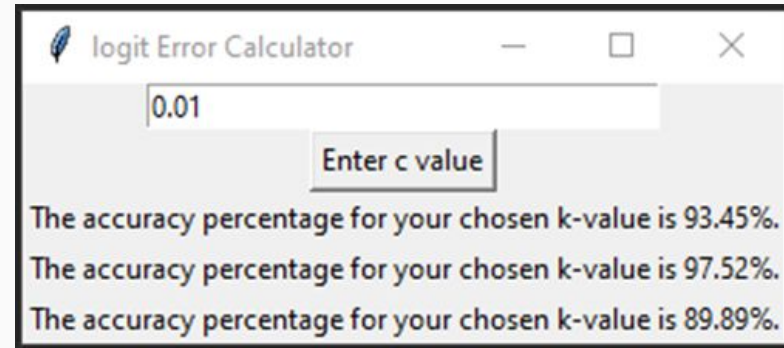 logit Error Calculator
0.01
Enter c value
The accuracy percentage for your chosen k-value is 93.45%.
The accuracy percentage for your chosen k-value is 97.52%.
The accuracy percentage for your chosen k-value is 89.89%.